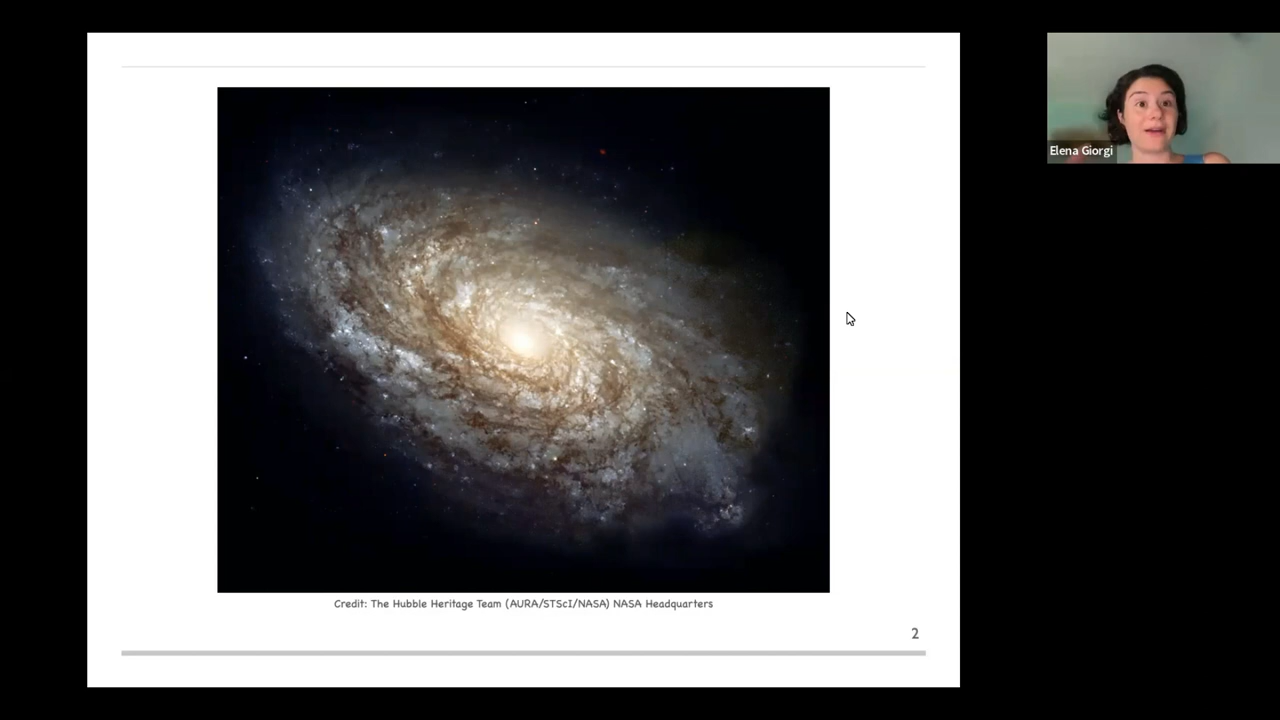 Elena Giorgi
Credit: The Hubble Heritage Team (AURA/STScI/NASA) NASA Headquarters
2